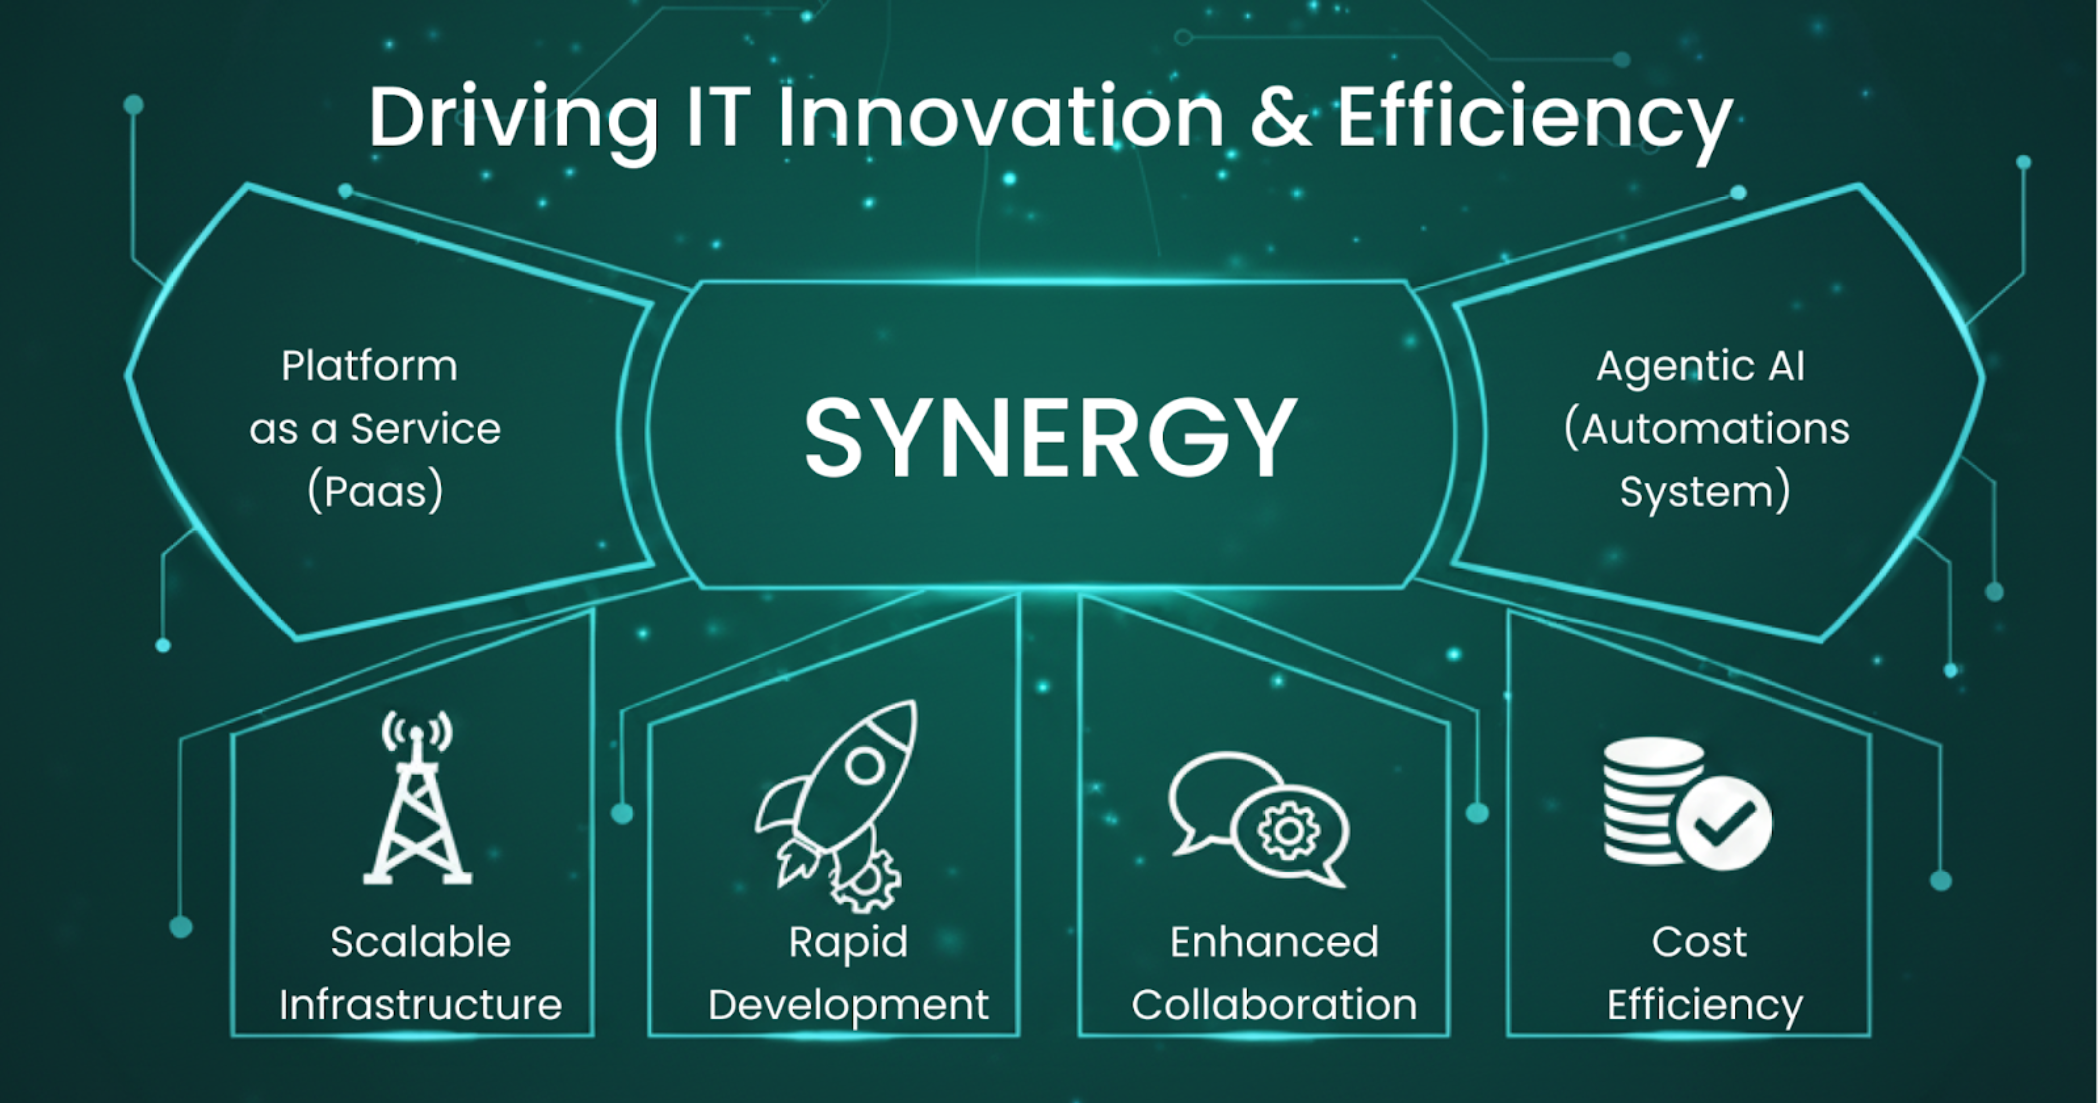 Driving IT Innovation & Efficiency
Platform
as a Service
(Paas)
SYNERGY
Agentic AI
(Automations
System)
Scalable
Infrastructure
Rapid
Development
Enhanced
Collaboration
Cost
Efficiency